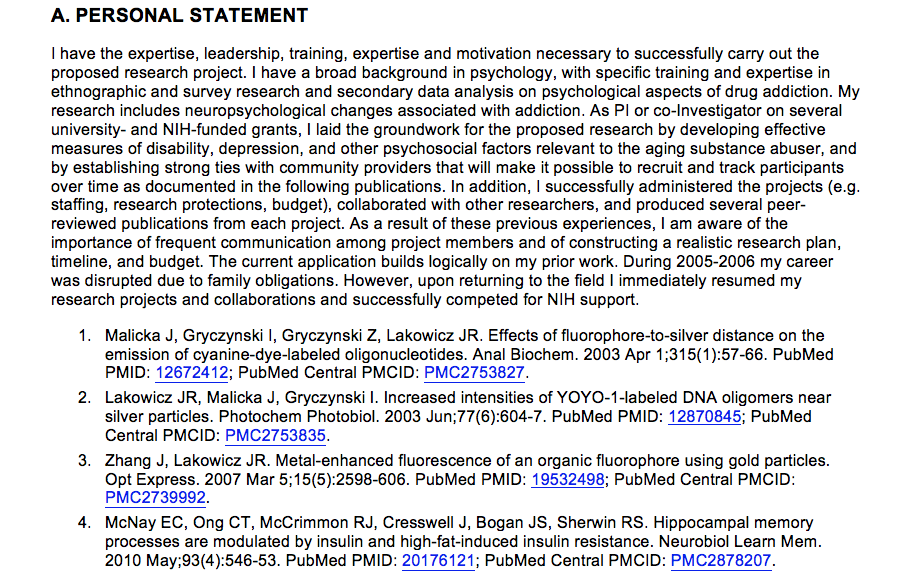 A. PERSONAL STATEMENT
I have the expertise, leadership, training, expertise and motivation necessary to successfully carry out the
proposed research project. I have a broad background in psychology, with specific training and expertise in
ethnographic and survey research and secondary data analysis on psychological aspects of drug addiction. My
research includes neuropsychological changes associated with addiction. As PI or co-Investigator on several
university- and NIH-funded grants, I laid the groundwork for the proposed research by developing effective
measures of disability, depression, and other psychosocial factors relevant to the aging substance abuser, and
by establishing strong ties with community providers that will make it possible to recruit and track participants
over time as documented in the following publications. In addition, I successfully administered the projects (e.g.
staffing, research protections, budget), collaborated with other researchers, and produced several peer-
reviewed publications from each project. As a result of these previous experiences, I am aware of the
importance of frequent communication among project members and of constructing a realistic research plan,
timeline, and budget. The current application builds logically on my prior work. During 2005-2006 my career
was disrupted due to family obligations. However, upon returning to the field I immediately resumed my
research projects and collaborations and successfully competed for NIH support.
1. Malicka J, Gryczynski I, Gryczynski Z, Lakowicz JR. Effects of fluorophore-to-silver distance on the
emission of cyanine-dye-labeled oligonucleotides. Anal Biochem. 2003 Apr 1;315(1):57-66. PubMed
PMID: 12672412; PubMed Central PMCID: PMC2753827.
2. Lakowicz JR, Malicka J, Gryczynski I. Increased intensities of YOYO-1-labeled DNA oligomers near
silver particles. Photochem Photobiol. 2003 Jun;77(6):604-7. PubMed PMID: 12870845; PubMed
Central PMCID: PMC2753835.
3. Zhang J, Lakowicz JR. Metal-enhanced fluorescence of an organic fluorophore using gold particles.
Opt Express. 2007 Mar 5;15(5):2598-606. PubMed PMID: 19532498; PubMed Central PMCID:
PMC2739992.
4. McNay EC, Ong CT, McCrimmon RJ, Cresswell J, Bogan JS, Sherwin RS. Hippocampal memory
processes are modulated by insulin and high-fat-induced insulin resistance. Neurobiol Learn Mem.
2010 May;93(4):546-53. PubMed PMID: 20176121; PubMed Central PMCID: PMC2878207.